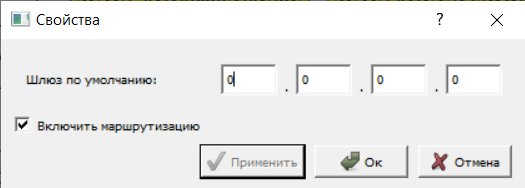 Свойства
? ×
Шлюз по умолчанию: 0 . 0 . 0 . 0
Включить маршрутизацию
Применить Ок Отмена